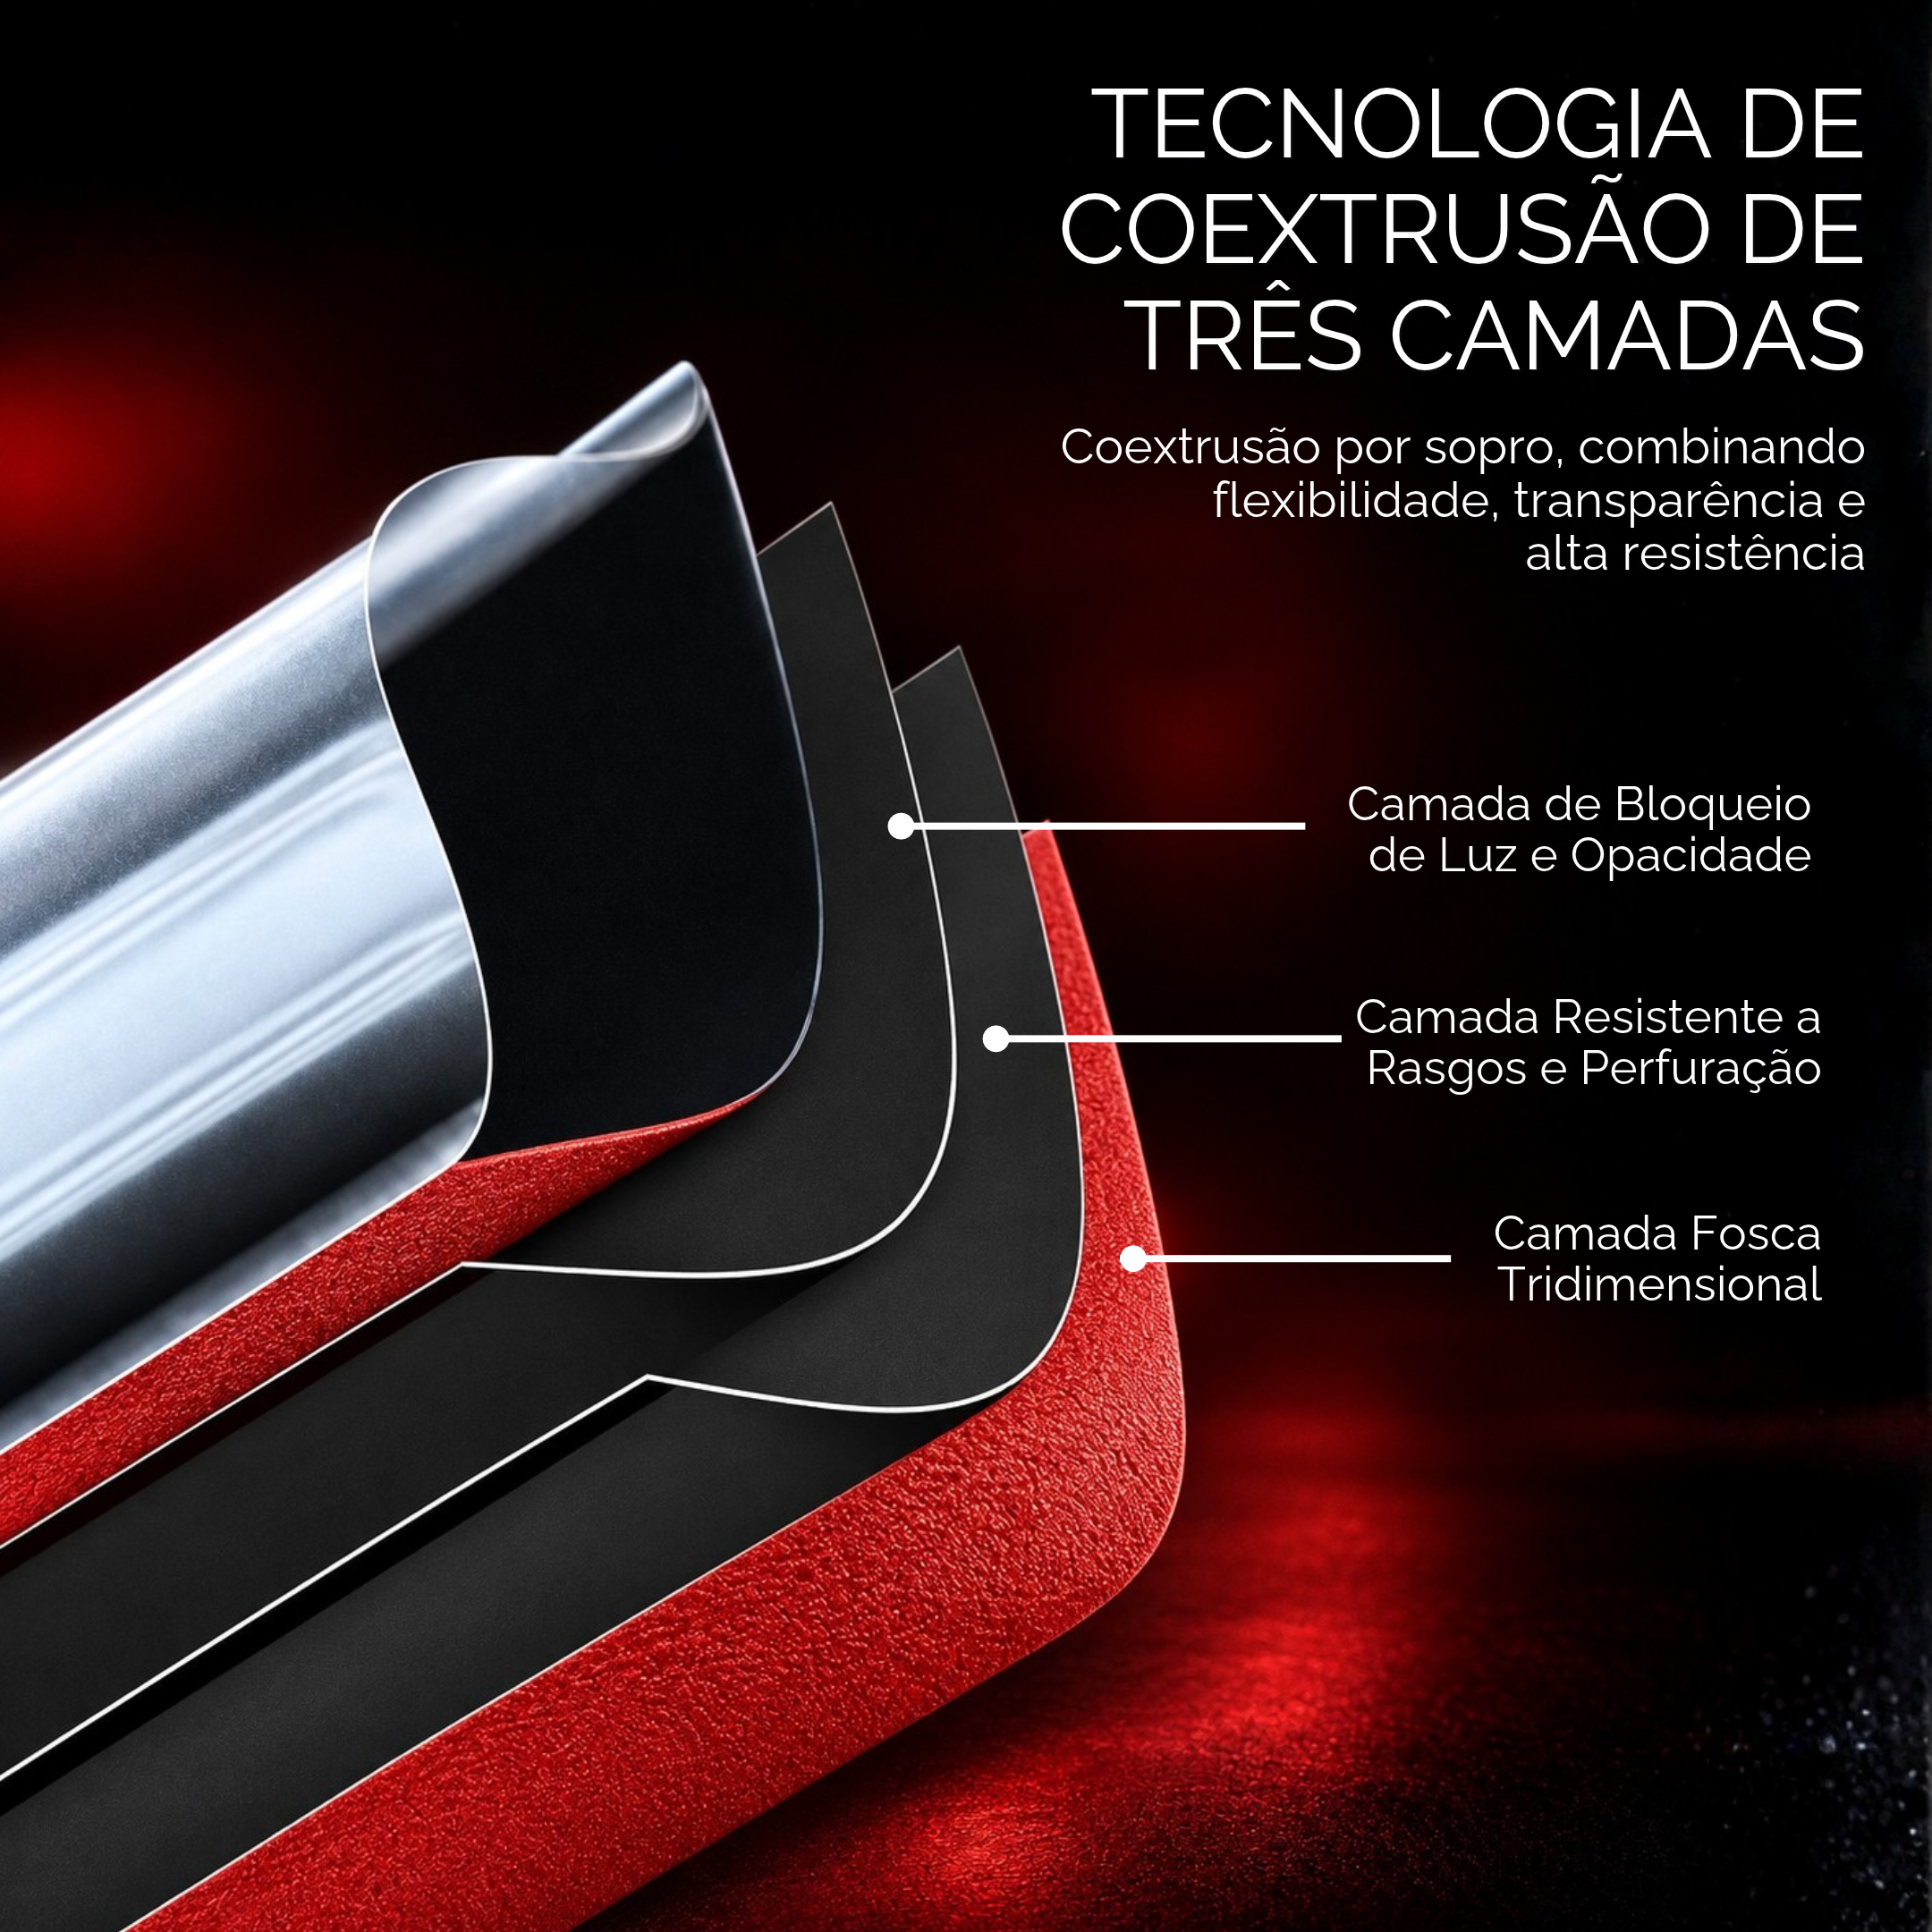 TECNOLOGIA DE
COEXTRUSÃO DE
TRÊS CAMADAS
Coextrusão por sopro, combinando
flexibilidade, transparência e
alta resistência
Camada de Bloqueio
de Luz e Opacidade
Camada Resistente a
Rasgos e Perfuração
Camada Fosca
Tridimensional